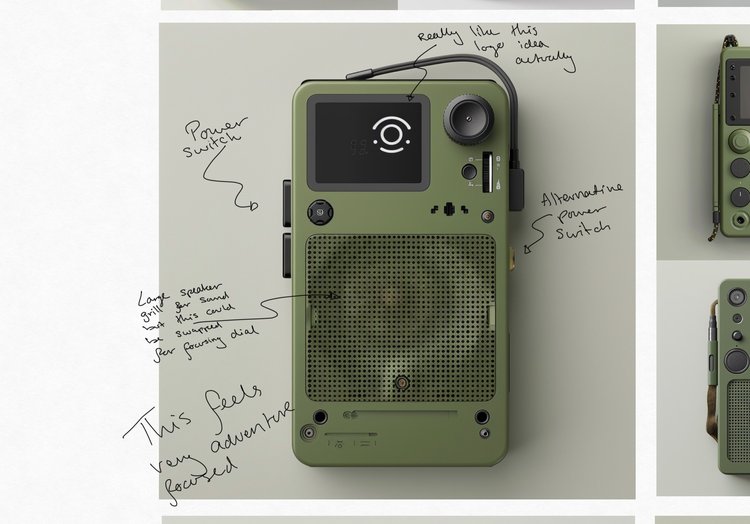 Really like this
logo idea
actually
Power
switch
Alternative
power
switch
Large speaker
grill for sound
but this could
be swapped
for focusing dial
This feels
very adventure
focused